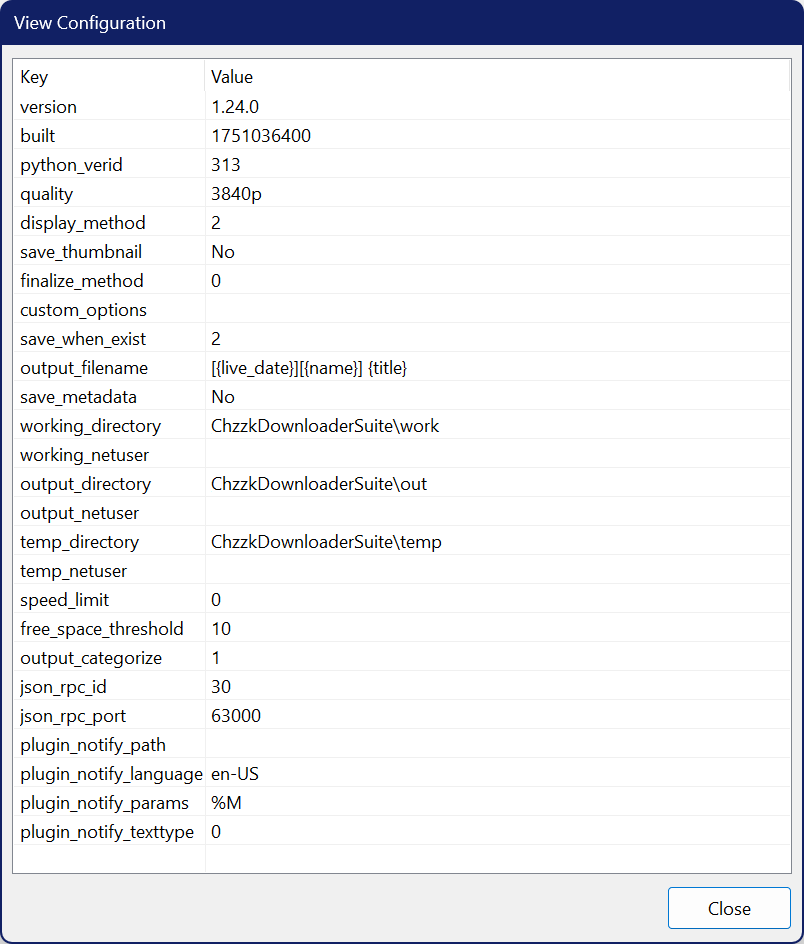 View Configuration
Key Value
version 1.24.0
built 1751036400
python_verid 313
quality 3840p
display_method 2
save_thumbnail No
finalize_method 0
custom_options
save_when_exist 2
output_filename [{live_date}][{name}] {title}
save_metadata No
working_directory ChzzkDownloaderSuite\work
working_netuser
output_directory ChzzkDownloaderSuite\out
output_netuser
temp_directory ChzzkDownloaderSuite\temp
temp_netuser
speed_limit 0
free_space_threshold 10
output_categorize 1
json_rpc_id 30
json_rpc_port 63000
plugin_notify_path
plugin_notify_language en-US
plugin_notify_params %M
plugin_notify_texttype 0
Close